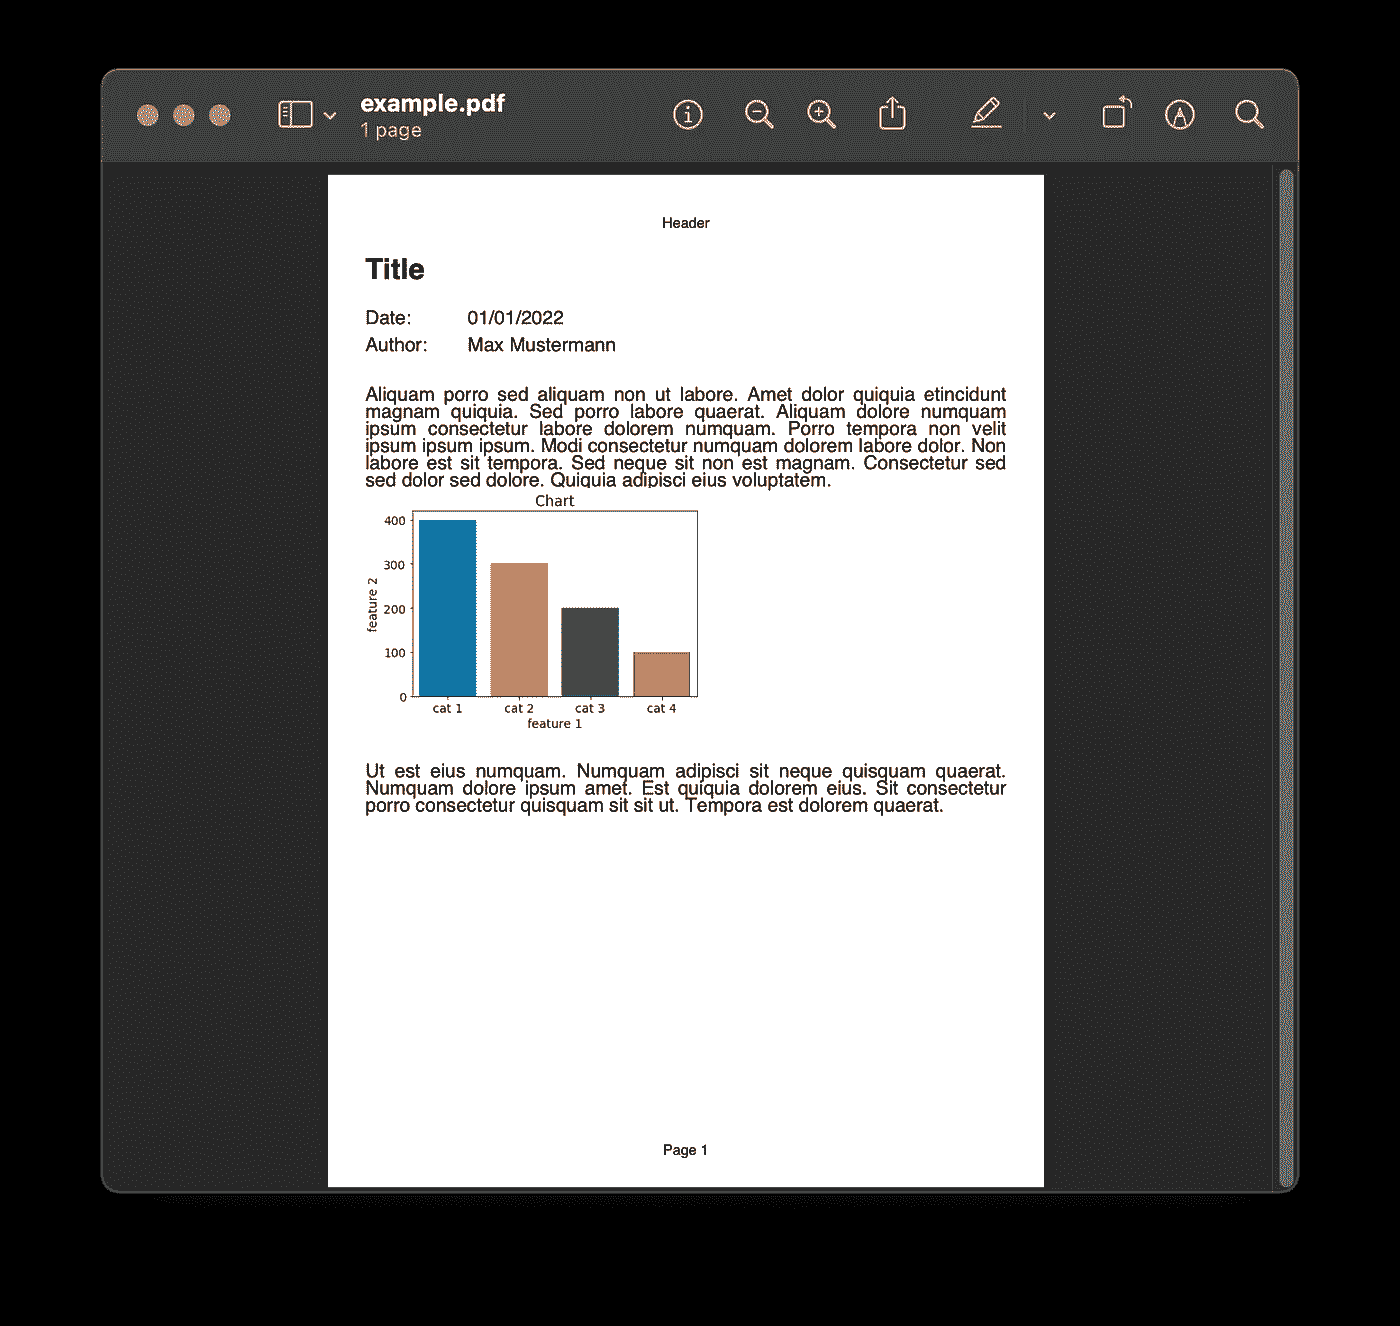 example.pdf
1 page
Header
Title
Date: 01/01/2022
Author: Max Mustermann
Aliquam porro sed aliquam non ut labore. Amet dolor quiquia etincidunt
magnam quiquia. Sed porro labore quaerat. Aliquam dolore numquam
ipsum consectetur labore dolorem numquam. Porro tempora non velit
ipsum ipsum ipsum. Modi consectetur numquam dolorem labore dolor. Non
labore est sit tempora. Sed neque sit non est magnam. Consectetur sed
sed dolor sed dolore. Quiquia adipisci eius voluptatem.
Chart
400
300
200
100
0
feature 2
cat 1 cat 2 cat 3 cat 4
feature 1
Ut est eius numquam. Numquam adipisci sit neque quisquam quaerat.
Numquam dolore ipsum amet. Est quiquia dolorem eius. Sit consectetur
porro consectetur quisquam sit sit ut. Tempora est dolorem quaerat.
Page 1